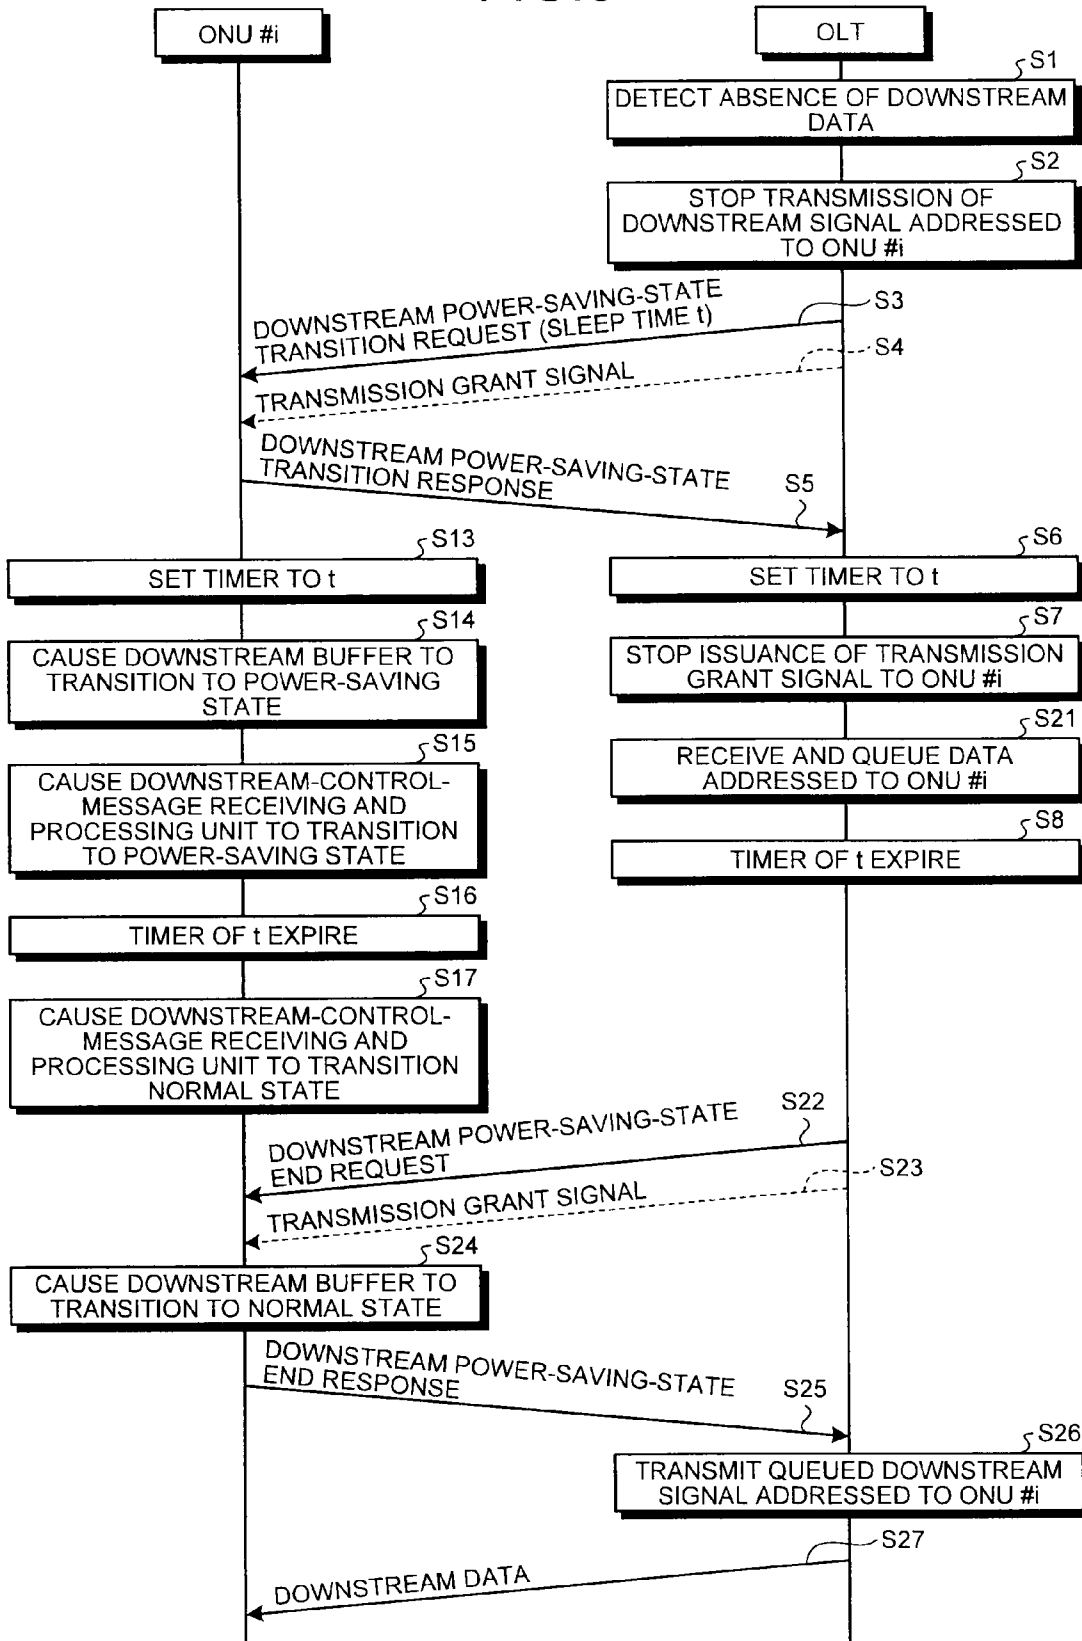 ONU #i
OLT
S1
DETECT ABSENCE OF DOWNSTREAM
DATA
S2
STOP TRANSMISSION OF
DOWNSTREAM SIGNAL ADDRESSED
TO ONU #i
S3
DOWNSTREAM POWER-SAVING-STATE
TRANSITION REQUEST (SLEEP TIME t)
S4
TRANSMISSION GRANT SIGNAL
DOWNSTREAM POWER-SAVING-STATE
TRANSITION RESPONSE
S5
S13
SET TIMER TO t
S6
SET TIMER TO t
S14
CAUSE DOWNSTREAM BUFFER TO
TRANSITION TO POWER-SAVING
STATE
S7
STOP ISSUANCE OF TRANSMISSION
GRANT SIGNAL TO ONU #i
S15
CAUSE DOWNSTREAM-CONTROL-
MESSAGE RECEIVING AND
PROCESSING UNIT TO TRANSITION
TO POWER-SAVING STATE
S21
RECEIVE AND QUEUE DATA
ADDRESSED TO ONU #i
S8
TIMER OF t EXPIRE
S16
TIMER OF t EXPIRE
S17
CAUSE DOWNSTREAM-CONTROL-
MESSAGE RECEIVING AND
PROCESSING UNIT TO TRANSITION
NORMAL STATE
S22
DOWNSTREAM POWER-SAVING-STATE
END REQUEST
S23
TRANSMISSION GRANT SIGNAL
S24
CAUSE DOWNSTREAM BUFFER TO
TRANSITION TO NORMAL STATE
DOWNSTREAM POWER-SAVING-STATE
END RESPONSE
S25
S26
TRANSMIT QUEUED DOWNSTREAM
SIGNAL ADDRESSED TO ONU #i
S27
DOWNSTREAM DATA